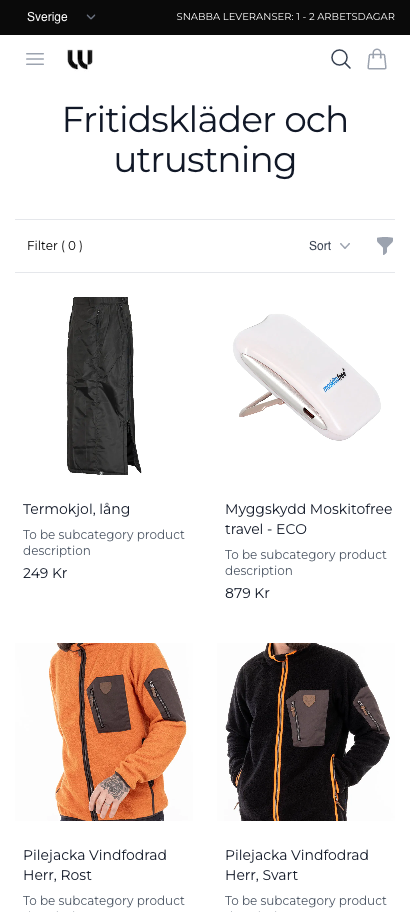 Sverige
SNABBA LEVERANSER: 1 - 2 ARBETSDAGAR
Fritidskläder och
utrustning
Filter ( 0 )
Sort
moskitofree
Termokjol, lång
To be subcategory product
description
249 Kr
Myggskydd Moskitofree
travel - ECO
To be subcategory product
description
879 Kr
Pilejacka Vindfodrad
Herr, Rost
To be subcategory product
Pilejacka Vindfodrad
Herr, Svart
To be subcategory product